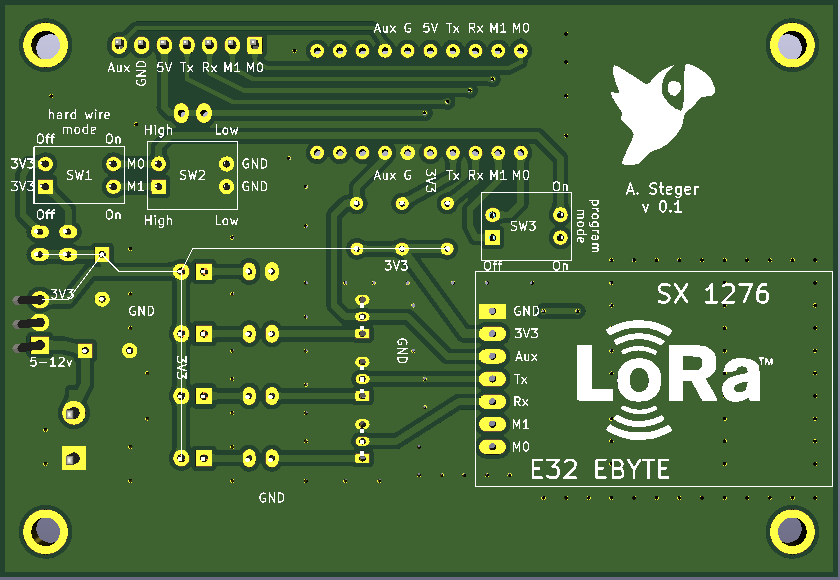 Aux G 5V Tx Rx M1 M0
Aux GND 5V Tx Rx M1 M0
hard wire
mode
Off On
3V3 SW1 M0
3V3 M1
Off On
High Low
SW2 GND
GND
High Low
Aux G 3V3 Tx Rx M1 M0
On
SW3
program
mode
Off On
A. Steger
v 0.1
3V3
3V3
GND
5-12v
3V3
GND
GND
SX 1276
GND
3V3
Aux
Tx
Rx
M1
M0
LoRa™
E32 EBYTE